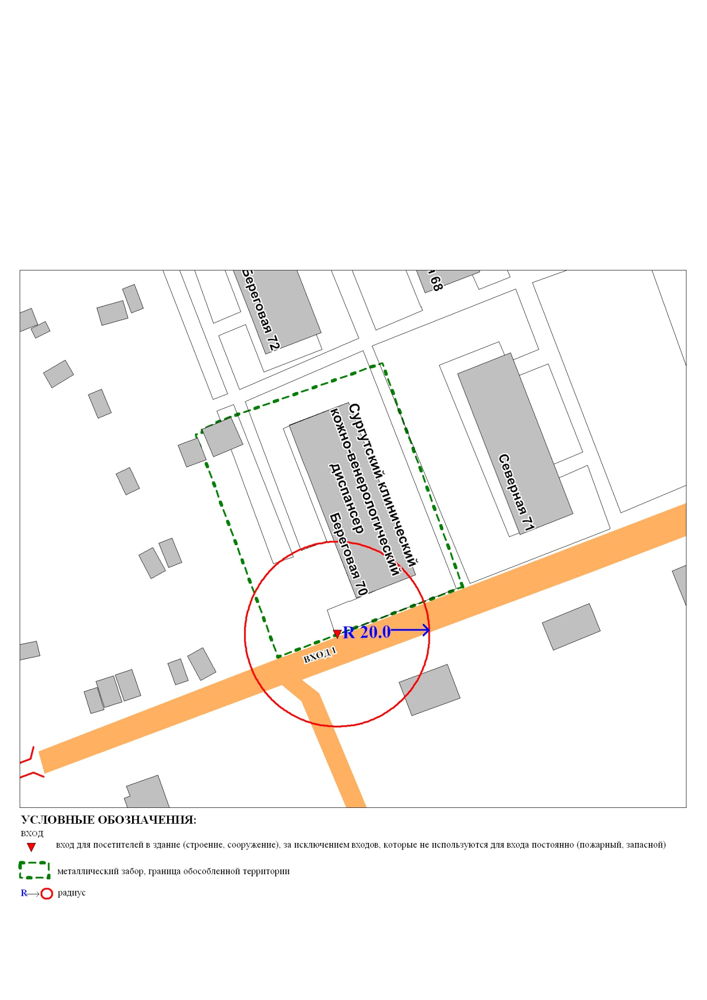 Береговая 72
68
Сургутский клинический
кожно-венерологический
диспансер
Береговая 70
Северная 71
R 20.0
ВХОД 1
УСЛОВНЫЕ ОБОЗНАЧЕНИЯ:
ВХОД
вход для посетителей в здание (строение, сооружение), за исключением входов, которые не используются для входа постоянно (пожарный, запасной)
металлический забор, граница обособленной территории
R радиус